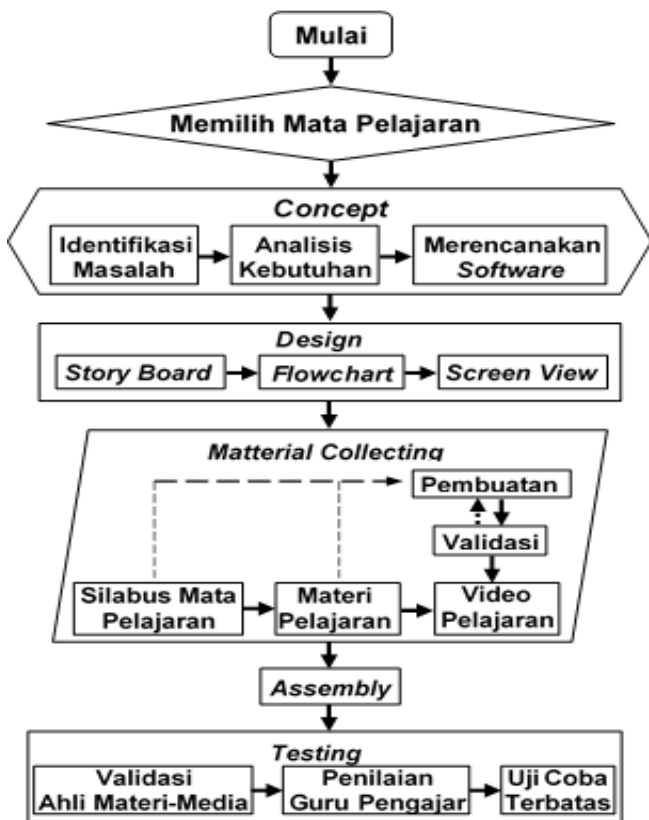 Mulai
Memilih Mata Pelajaran
Concept
Identifikasi
Masalah
Analisis
Kebutuhan
Merencanakan
Software
Design
Story Board
Flowchart
Screen View
Matterial Collecting
Pembuatan
Validasi
Silabus Mata
Pelajaran
Materi
Pelajaran
Video
Pelajaran
Assembly
Testing
Validasi
Ahli Materi-Media
Penilaian
Guru Pengajar
Uji Coba
Terbatas